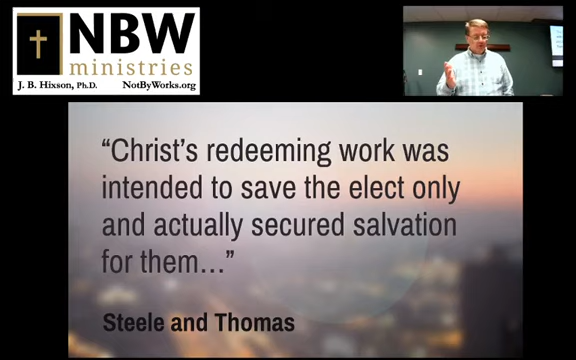 NBW
ministries
J. B. Hixson, Ph.D. NotByWorks.org
“Christ’s redeeming work was
intended to save the elect only
and actually secured salvation
for them...”
Steele and Thomas